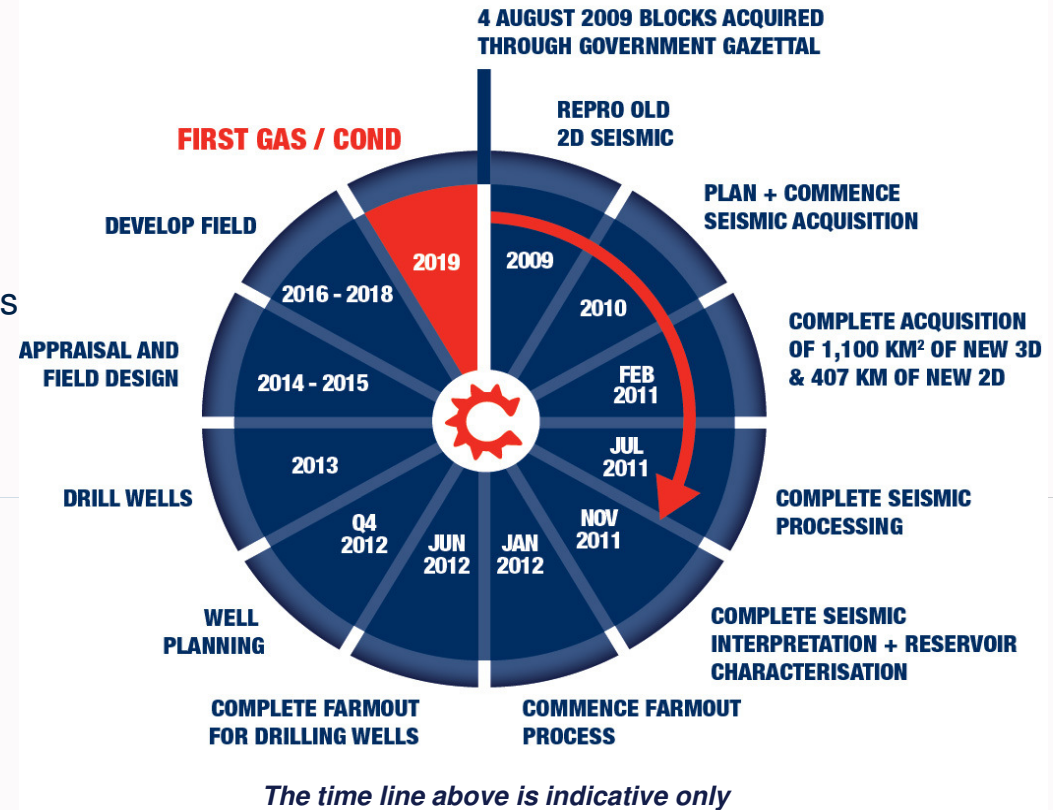 4 AUGUST 2009 BLOCKS ACQUIRED
THROUGH GOVERNMENT GAZETTAL
REPRO OLD
2D SEISMIC
PLAN + COMMENCE
SEISMIC ACQUISITION
COMPLETE ACQUISITION
OF 1,100 KM² OF NEW 3D
& 407 KM OF NEW 2D
COMPLETE SEISMIC
PROCESSING
COMPLETE SEISMIC
INTERPRETATION + RESERVOIR
CHARACTERISATION
COMMENCE FARMOUT
PROCESS
COMPLETE FARMOUT
FOR DRILLING WELLS
WELL
PLANNING
DRILL WELLS
APPRAISAL AND
FIELD DESIGN
s
DEVELOP FIELD
FIRST GAS / COND
2009
2010
FEB
2011
JUL
2011
NOV
2011
JAN
2012
JUN
2012
Q4
2012
2013
2014 - 2015
2016 - 2018
2019
The time line above is indicative only